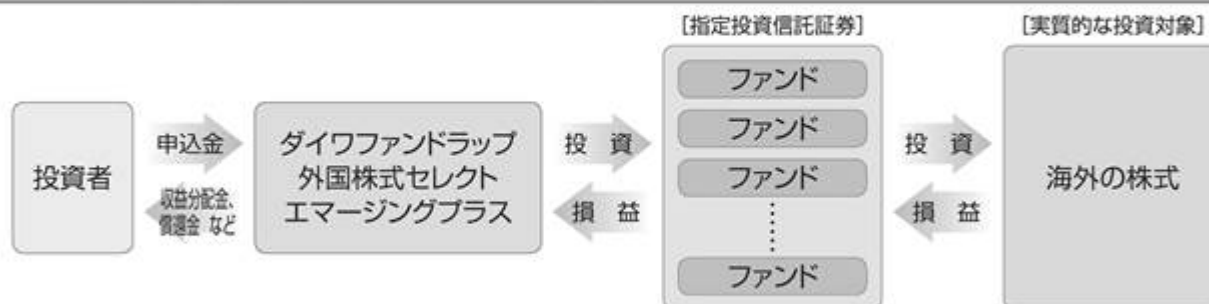 [指定投資信託証券]
[実質的な投資対象]
投資者
申込金
収益分配金、
償還金 など
ダイワファンドラップ
外国株式セレクト
エマージングプラス
投 資
損 益
ファンド
ファンド
ファンド
ファンド
投 資
損 益
海外の株式